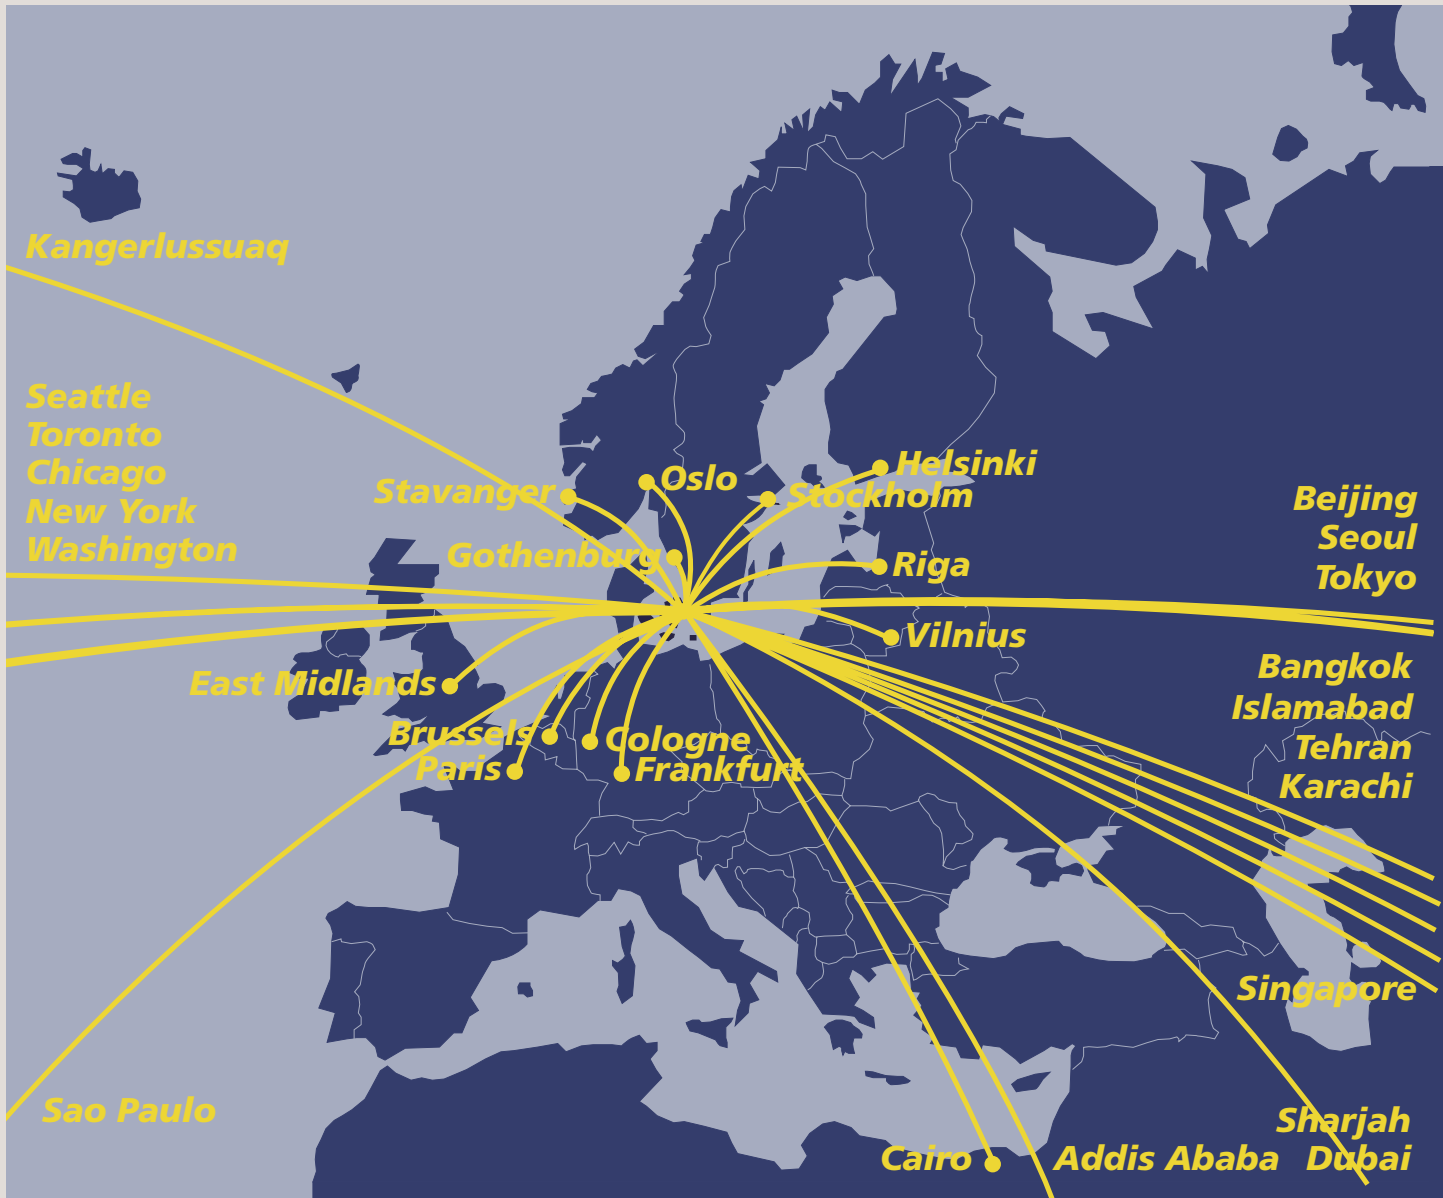 Kangerlussuaq
Seattle
Toronto
Chicago
New York
Washington
Stavanger
Oslo
Helsinki
Stockholm
Gothenburg
Riga
Vilnius
Beijing
Seoul
Tokyo
East Midlands
Brussels
Cologne
Paris
Frankfurt
Bangkok
Islamabad
Tehran
Karachi
Singapore
Sao Paulo
Cairo
Addis Ababa
Sharjah
Dubai